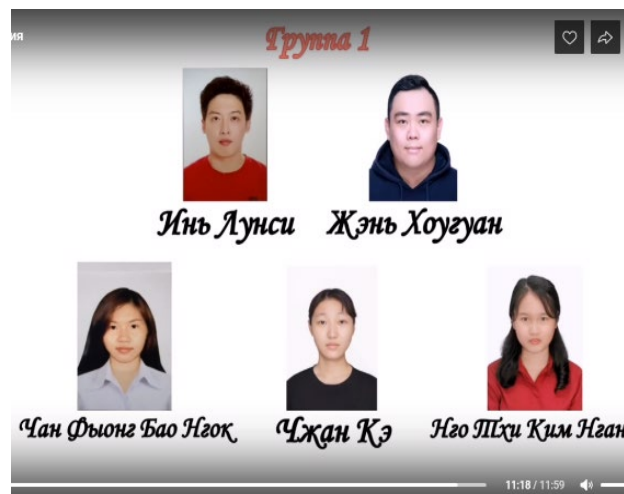 ия
Группа 1
Инь Лунси
Жэнь Хоугуан
Чан Фыонг Бао Нгок
Чжан Кэ
Нго Тхи Ким Нган
11:18 / 11:59